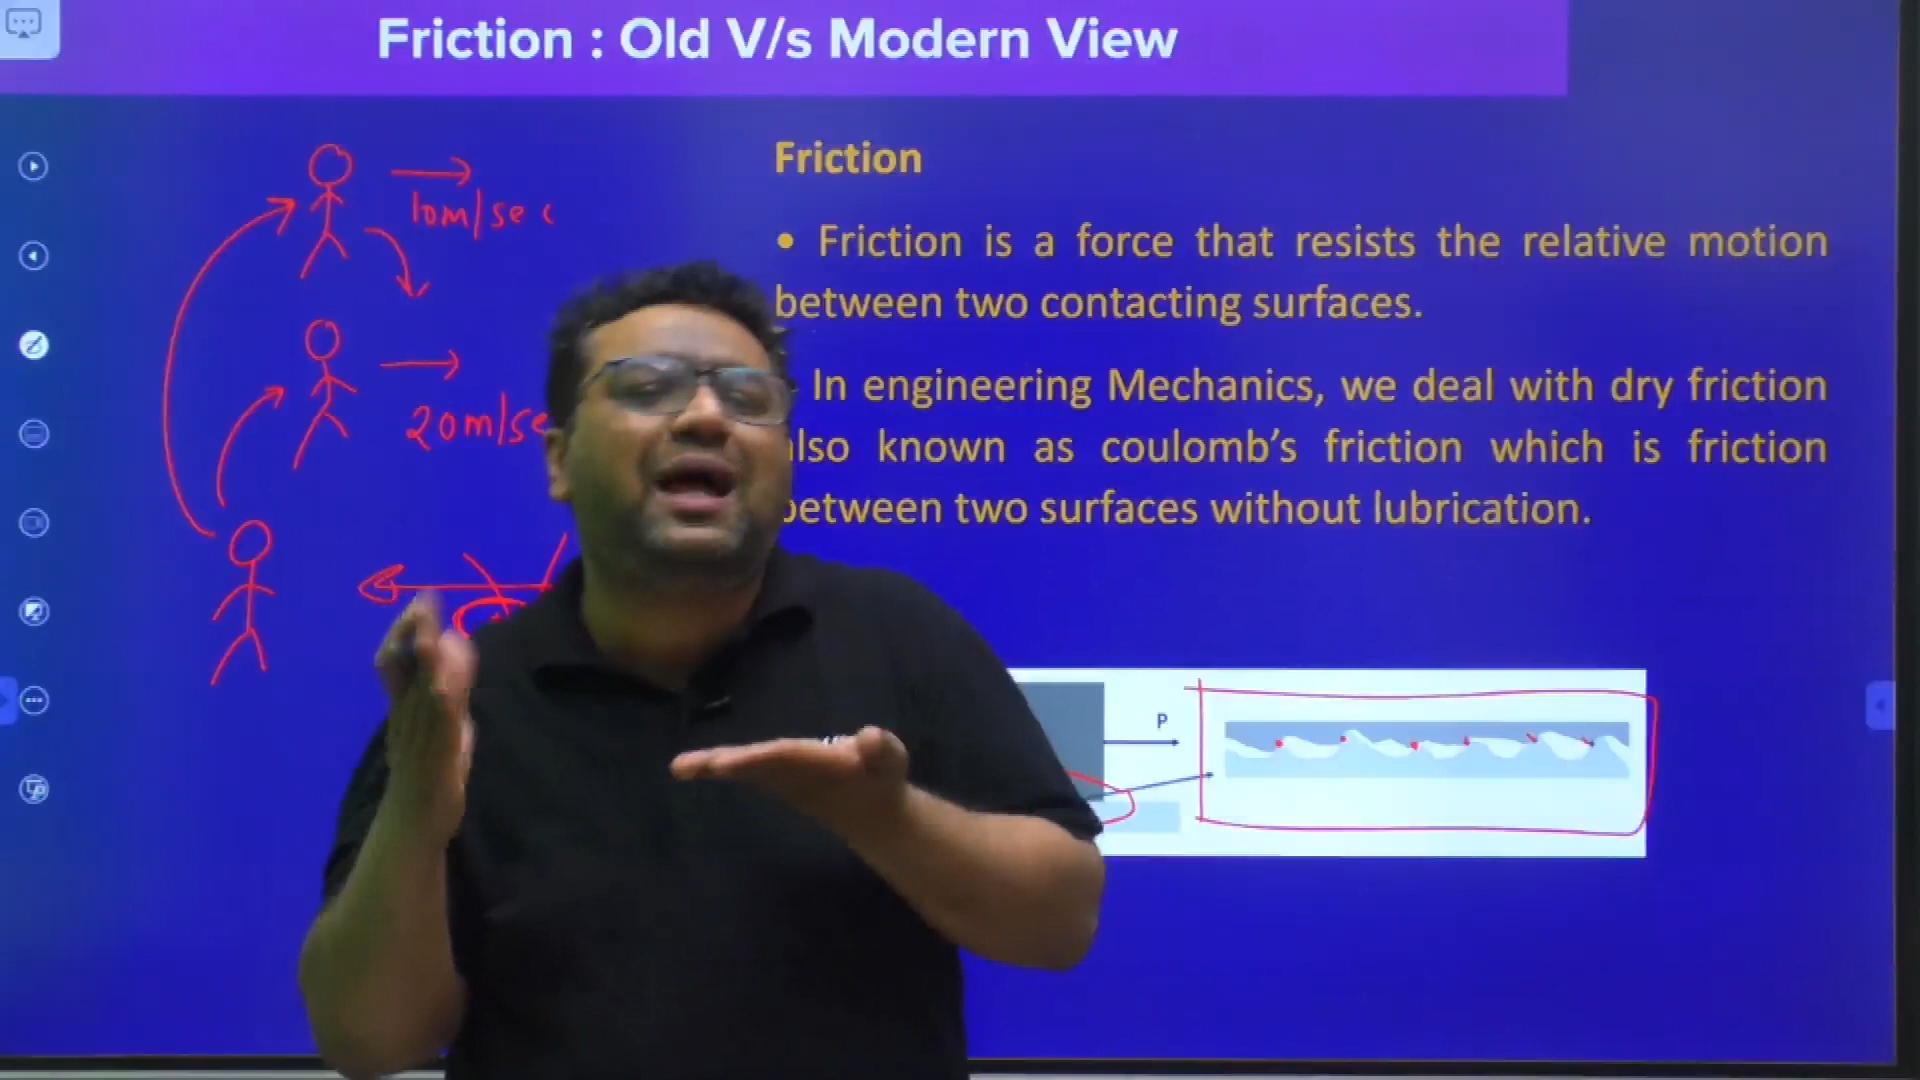 Friction : Old V/s Modern View
10m/sec
20m/se
Friction
• Friction is a force that resists the relative motion
between two contacting surfaces.
In engineering Mechanics, we deal with dry friction
also known as coulomb’s friction which is friction
between two surfaces without lubrication.
P